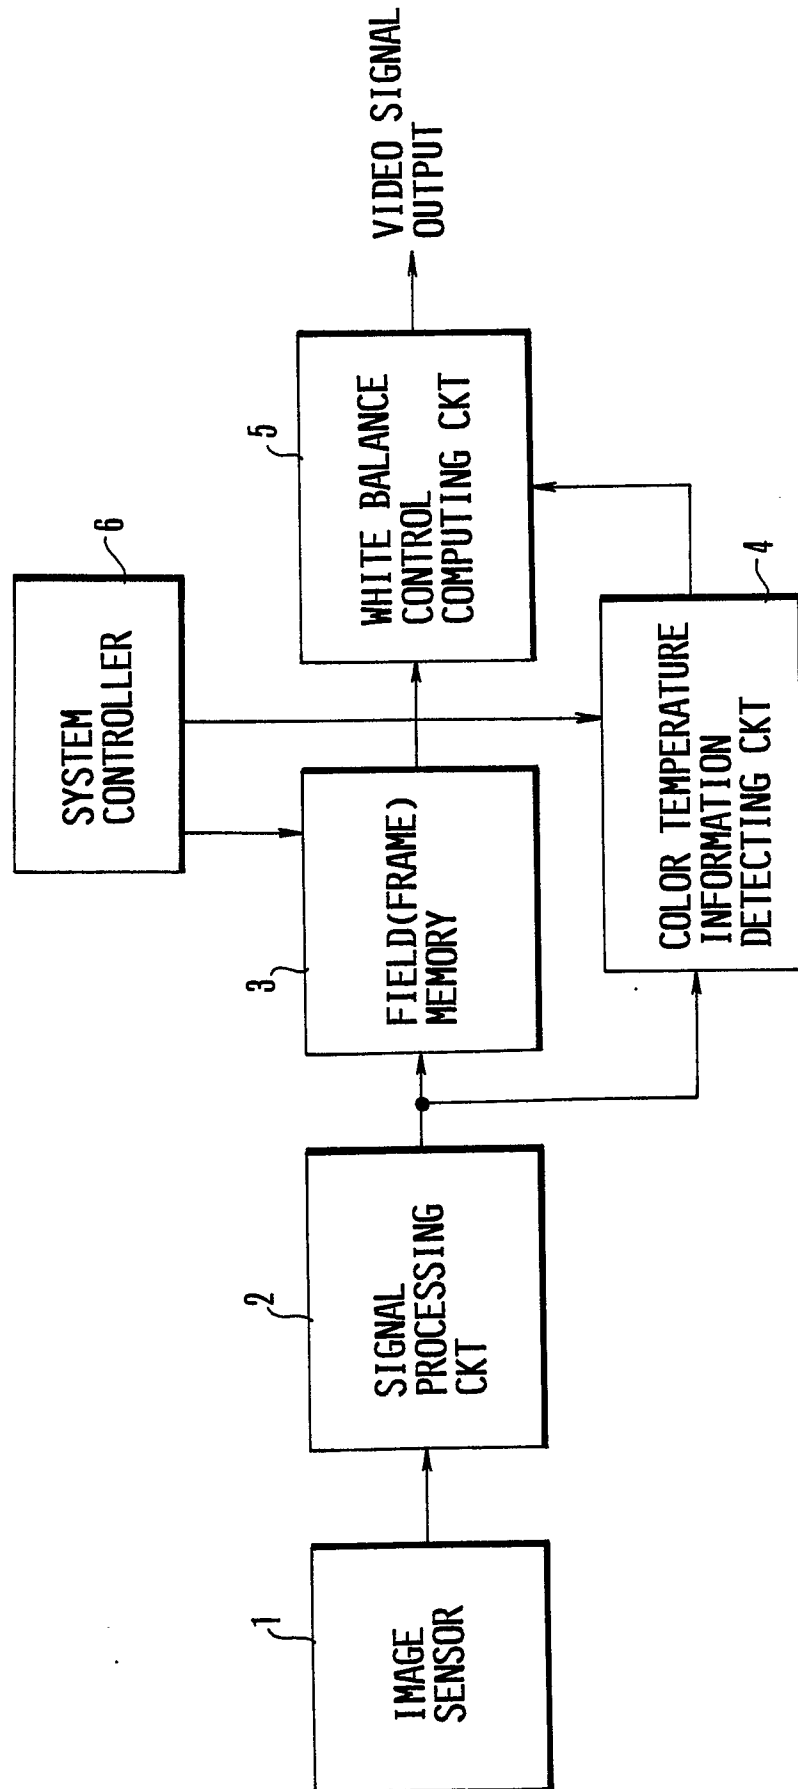 1
IMAGE
SENSOR
2
SIGNAL
PROCESSING
CKT
3
FIELD(FRAME)
MEMORY
6
SYSTEM
CONTROLLER
4
COLOR TEMPERATURE
INFORMATION
DETECTING CKT
5
WHITE BALANCE
CONTROL
COMPUTING CKT
VIDEO SIGNAL
OUTPUT